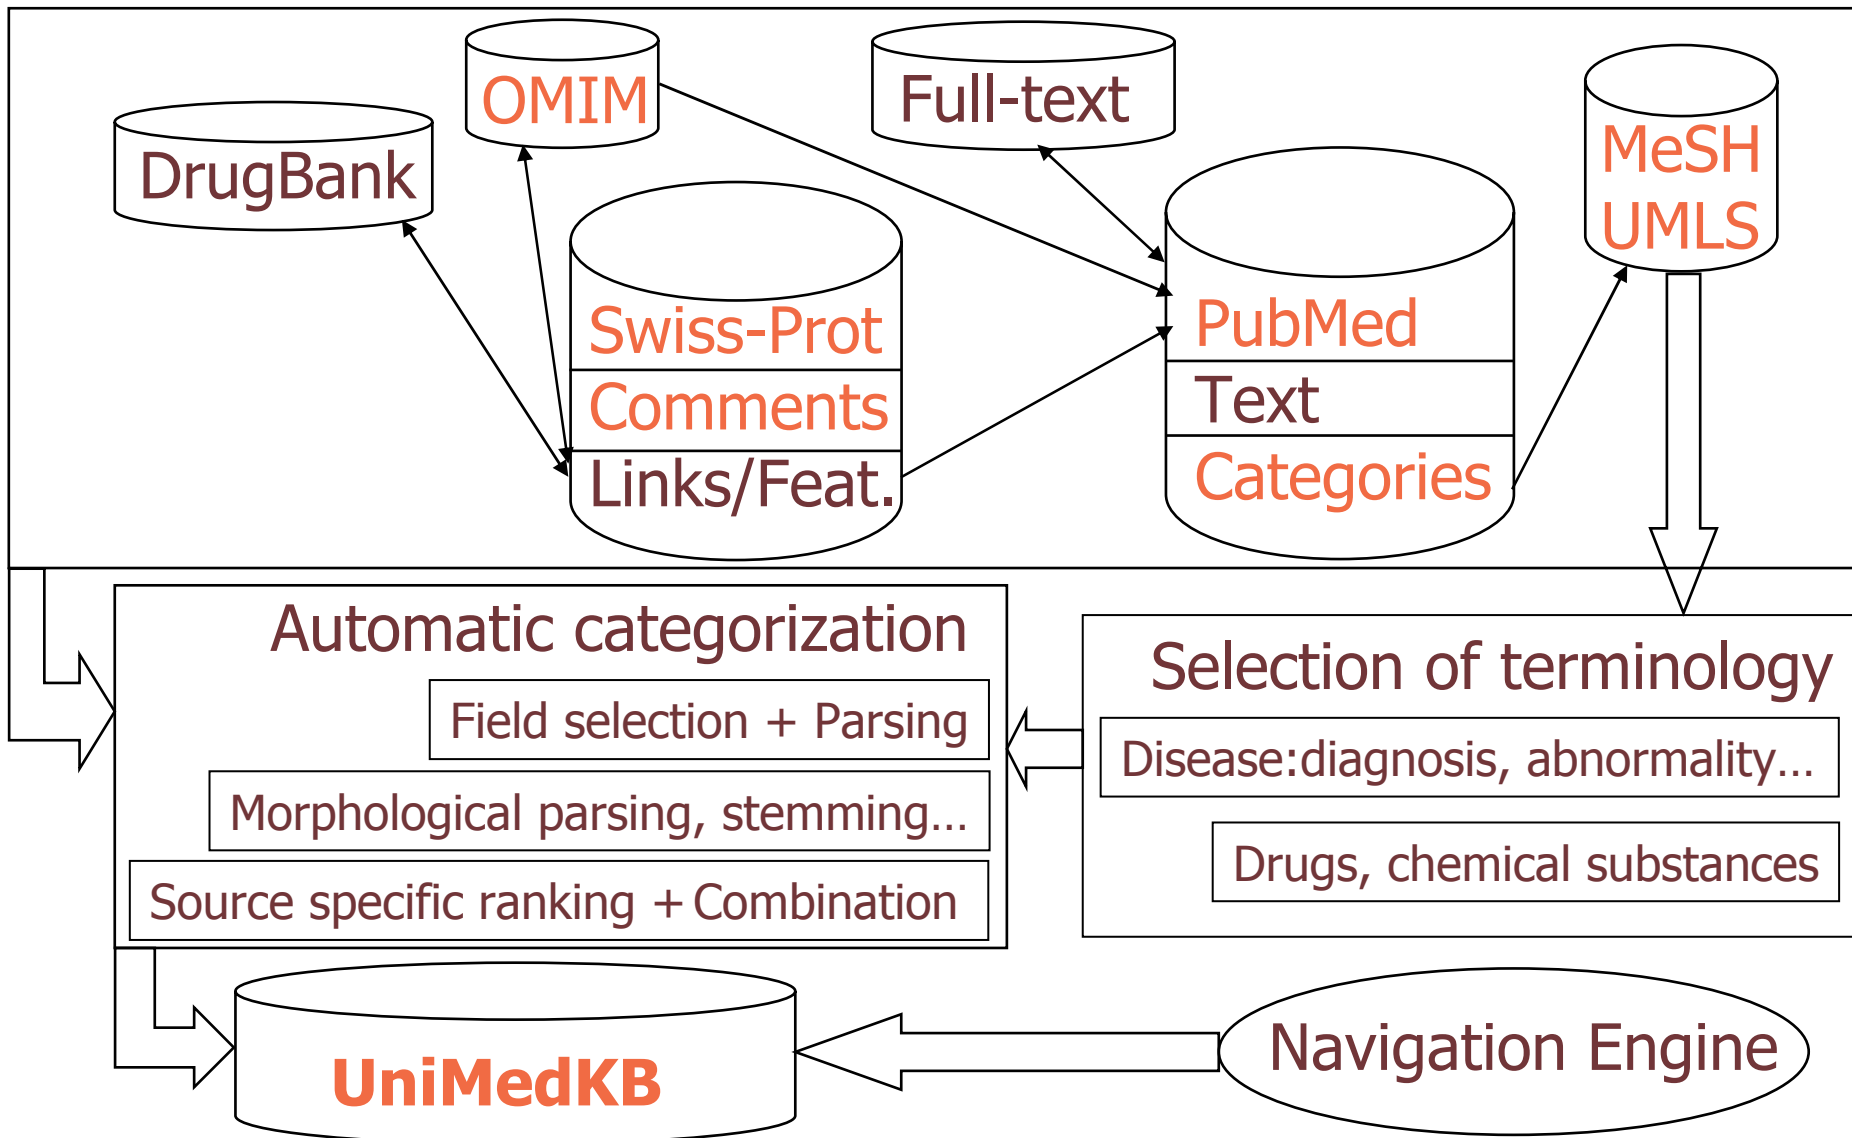 OMIM
Full-text
DrugBank
MeSH
UMLS
Swiss-Prot
Comments
Links/Feat.
PubMed
Text
Categories
Automatic categorization
Field selection + Parsing
Morphological parsing, stemming…
Source specific ranking + Combination
Selection of terminology
Disease:diagnosis, abnormality…
Drugs, chemical substances
UniMedKB
Navigation Engine